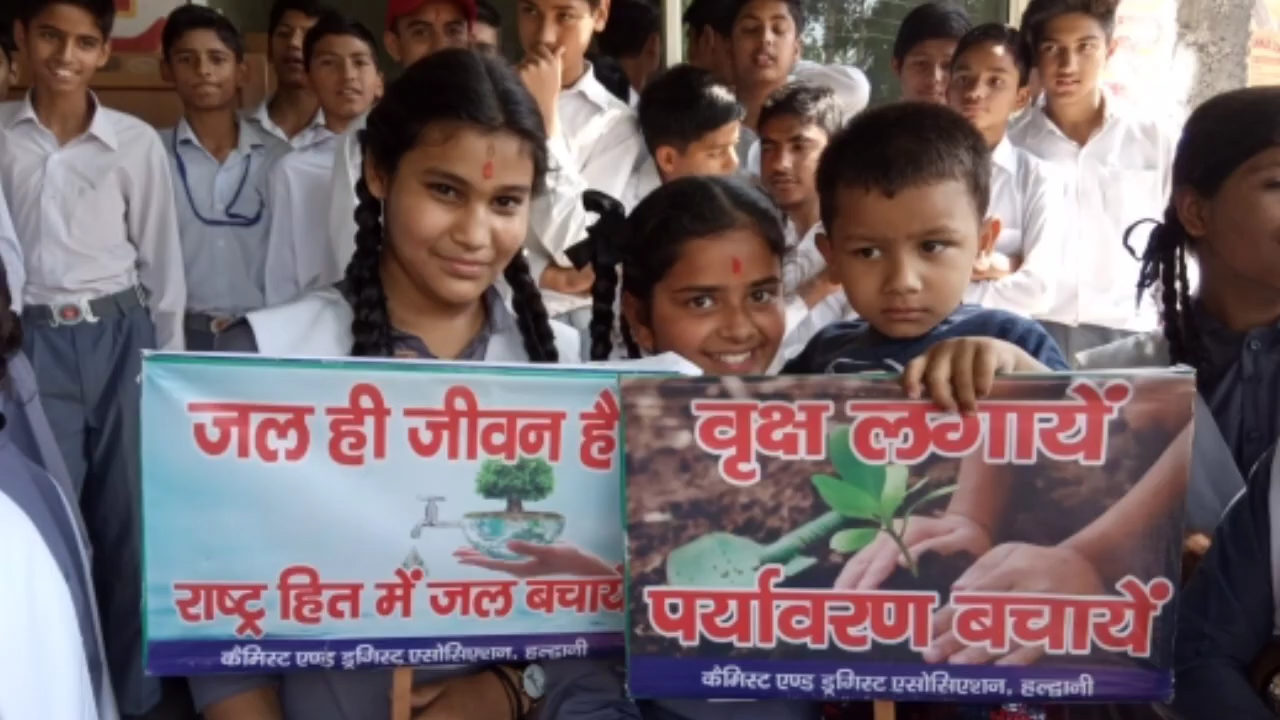 जल ही जीवन है
राष्ट्र हित में जल बचायें
कैमिस्ट एण्ड ड्रगिस्ट एसोसिएशन, हल्द्वानी
वृक्ष लगायें
पर्यावरण बचायें
कैमिस्ट एण्ड ड्रगिस्ट एसोसिएशन, हल्द्वानी